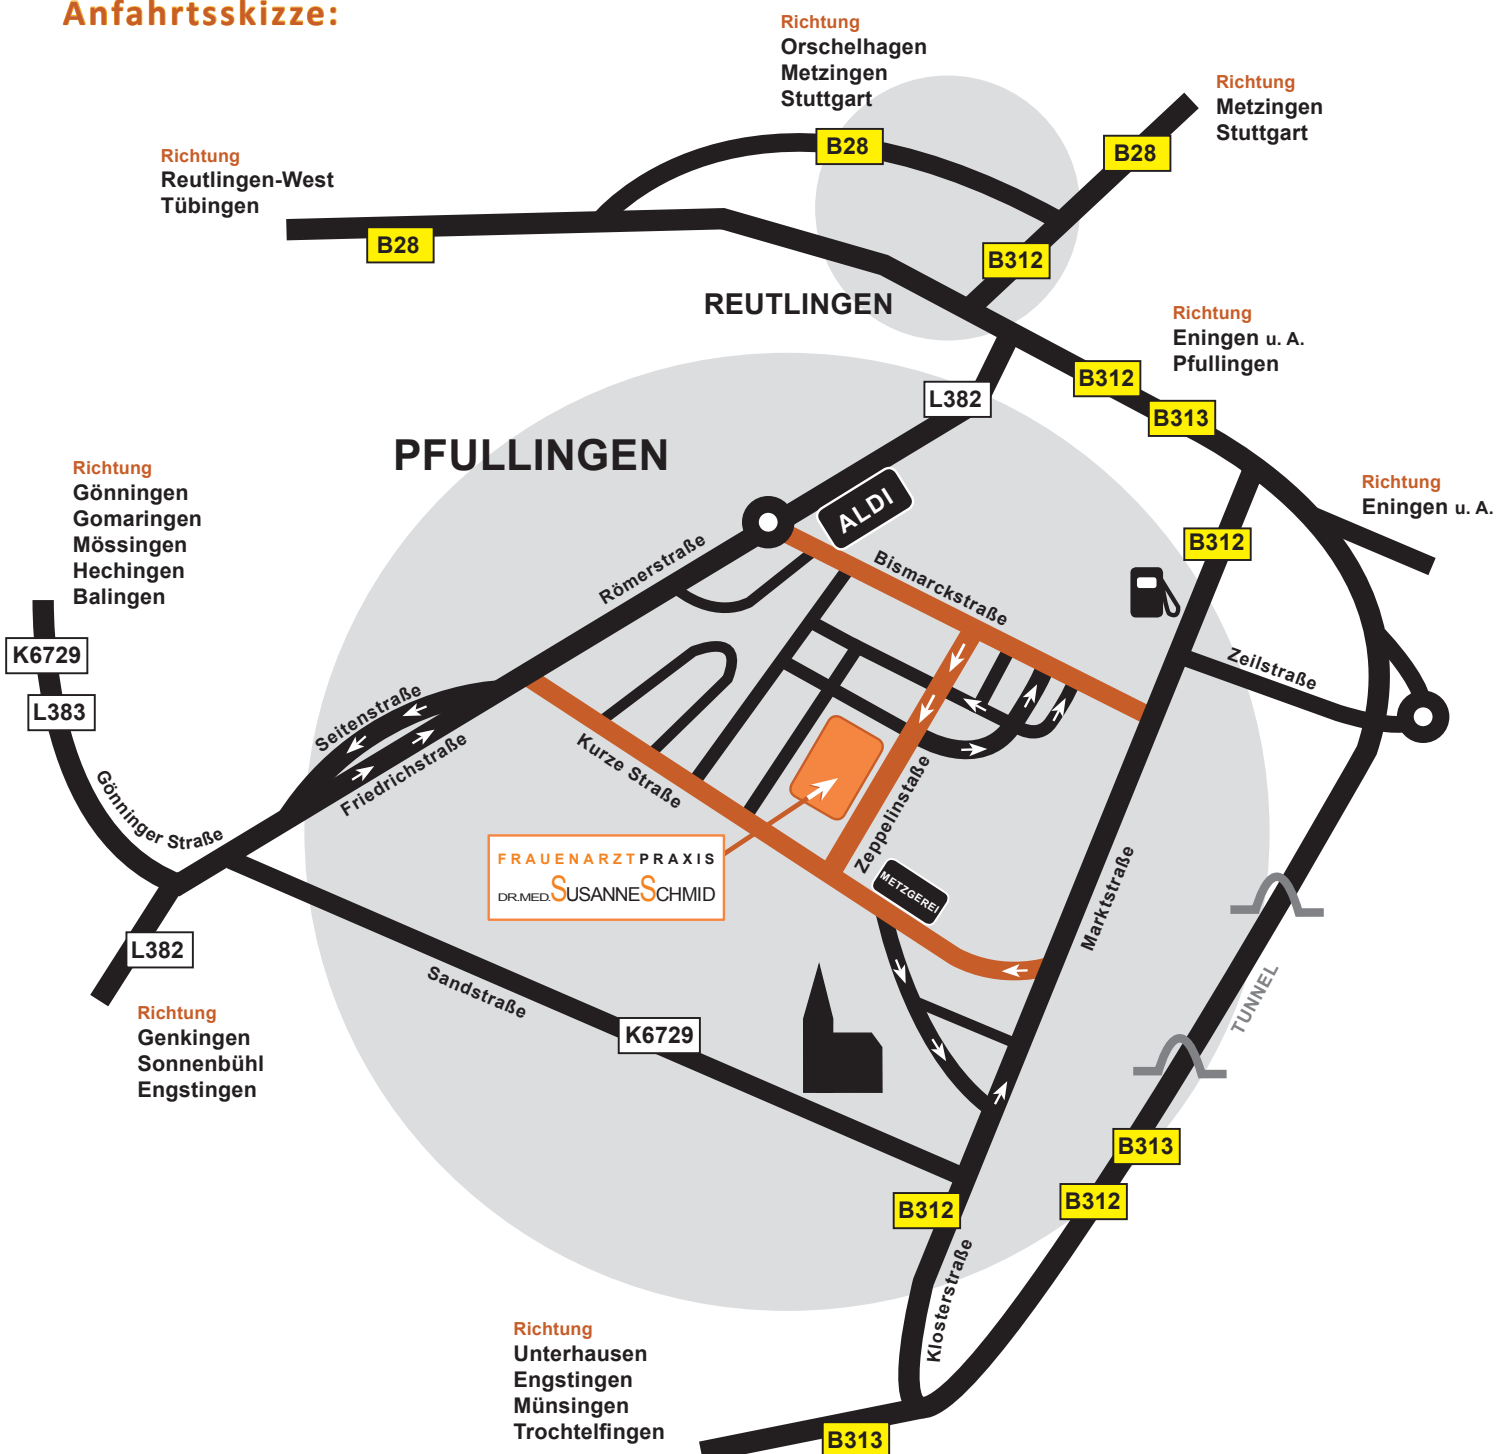 Anfahrtsskizze:
Richtung
Orschelhagen
Metzingen
Stuttgart
Richtung
Metzingen
Stuttgart
B28
B28
Richtung
Reutlingen-West
Tübingen
B28
B312
REUTLINGEN
Richtung
Eningen u. A.
Pfullingen
B312
L382
B313
PFULLINGEN
Richtung
Gönningen
Gomaringen
Mössingen
Hechingen
Balingen
Richtung
Eningen u. A.
ALDI
B312
Römerstraße
Bismarckstraße
K6729
Zeilstraße
L383
Seitenstraße
Friedrichstraße
Kurze Straße
Gönninger Straße
Zeppelinstaße
FRAUENARZTPRAXIS
DR.MED.SUSANNESCHMID
METZGEREI
Marktstraße
L382
Sandstraße
TUNNEL
Richtung
Genkingen
Sonnenbühl
Engstingen
K6729
B313
B312
B312
Klosterstraße
Richtung
Unterhausen
Engstingen
Münsingen
Trochtelfingen
B313